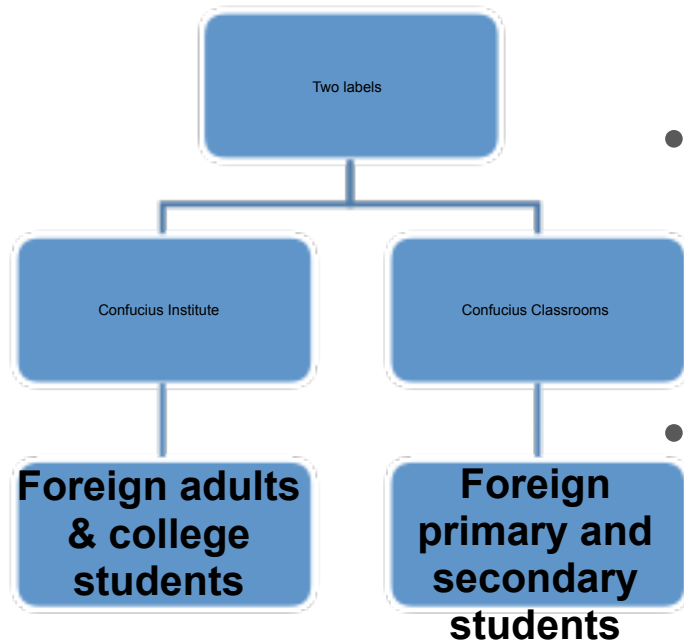 Two labels
•
Confucius Institute
Confucius Classrooms
•
Foreign adults
& college
students
Foreign
primary and
secondary
students